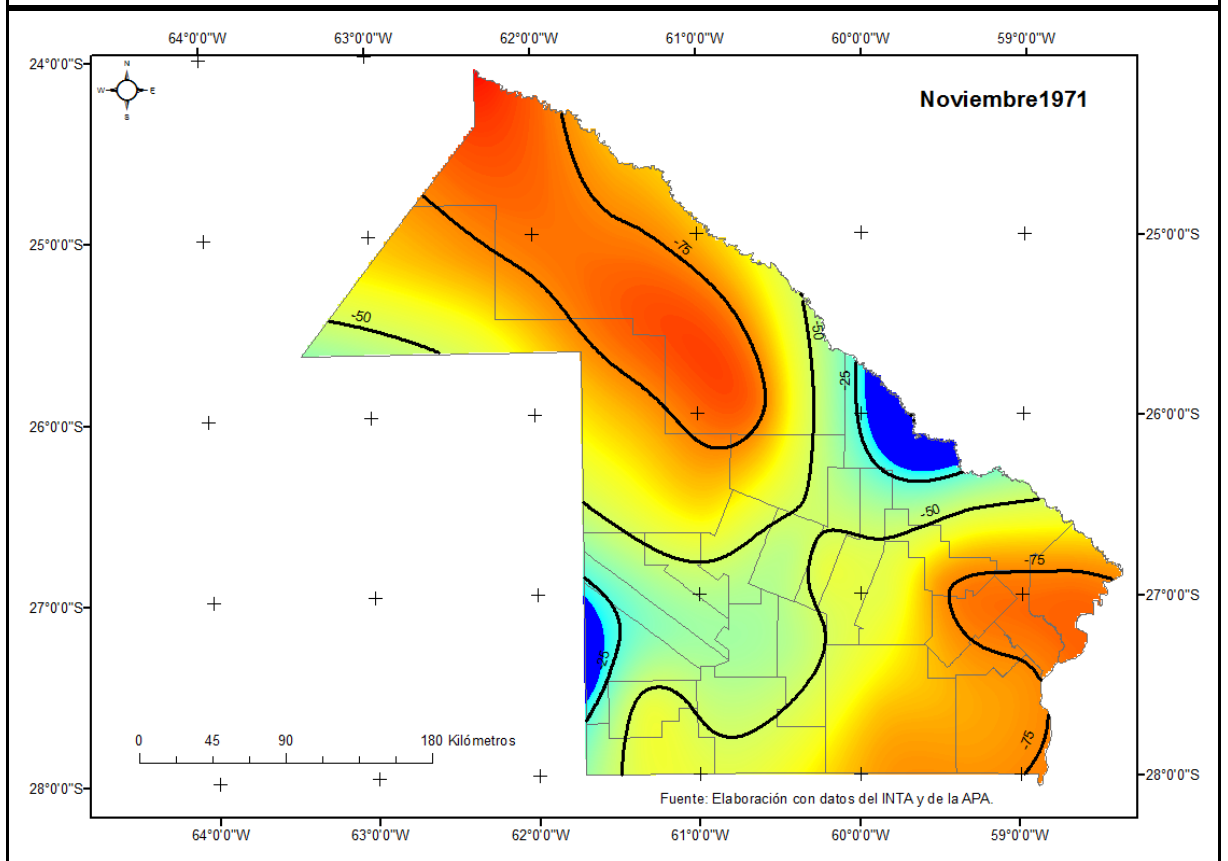 64°0'0"W 63°0'0"W 62°0'0"W 61°0'0"W 60°0'0"W 59°0'0"W
24°0'0"S
N
W E
S
Noviembre1971
25°0'0"S 25°0'0"S
-75
-50
-50
-25
26°0'0"S 26°0'0"S
-50
-75
27°0'0"S 27°0'0"S
-25
-75
0 45 90 180 Kilómetros
28°0'0"S 28°0'0"S
Fuente: Elaboración con datos del INTA y de la APA.
64°0'0"W 63°0'0"W 62°0'0"W 61°0'0"W 60°0'0"W 59°0'0"W